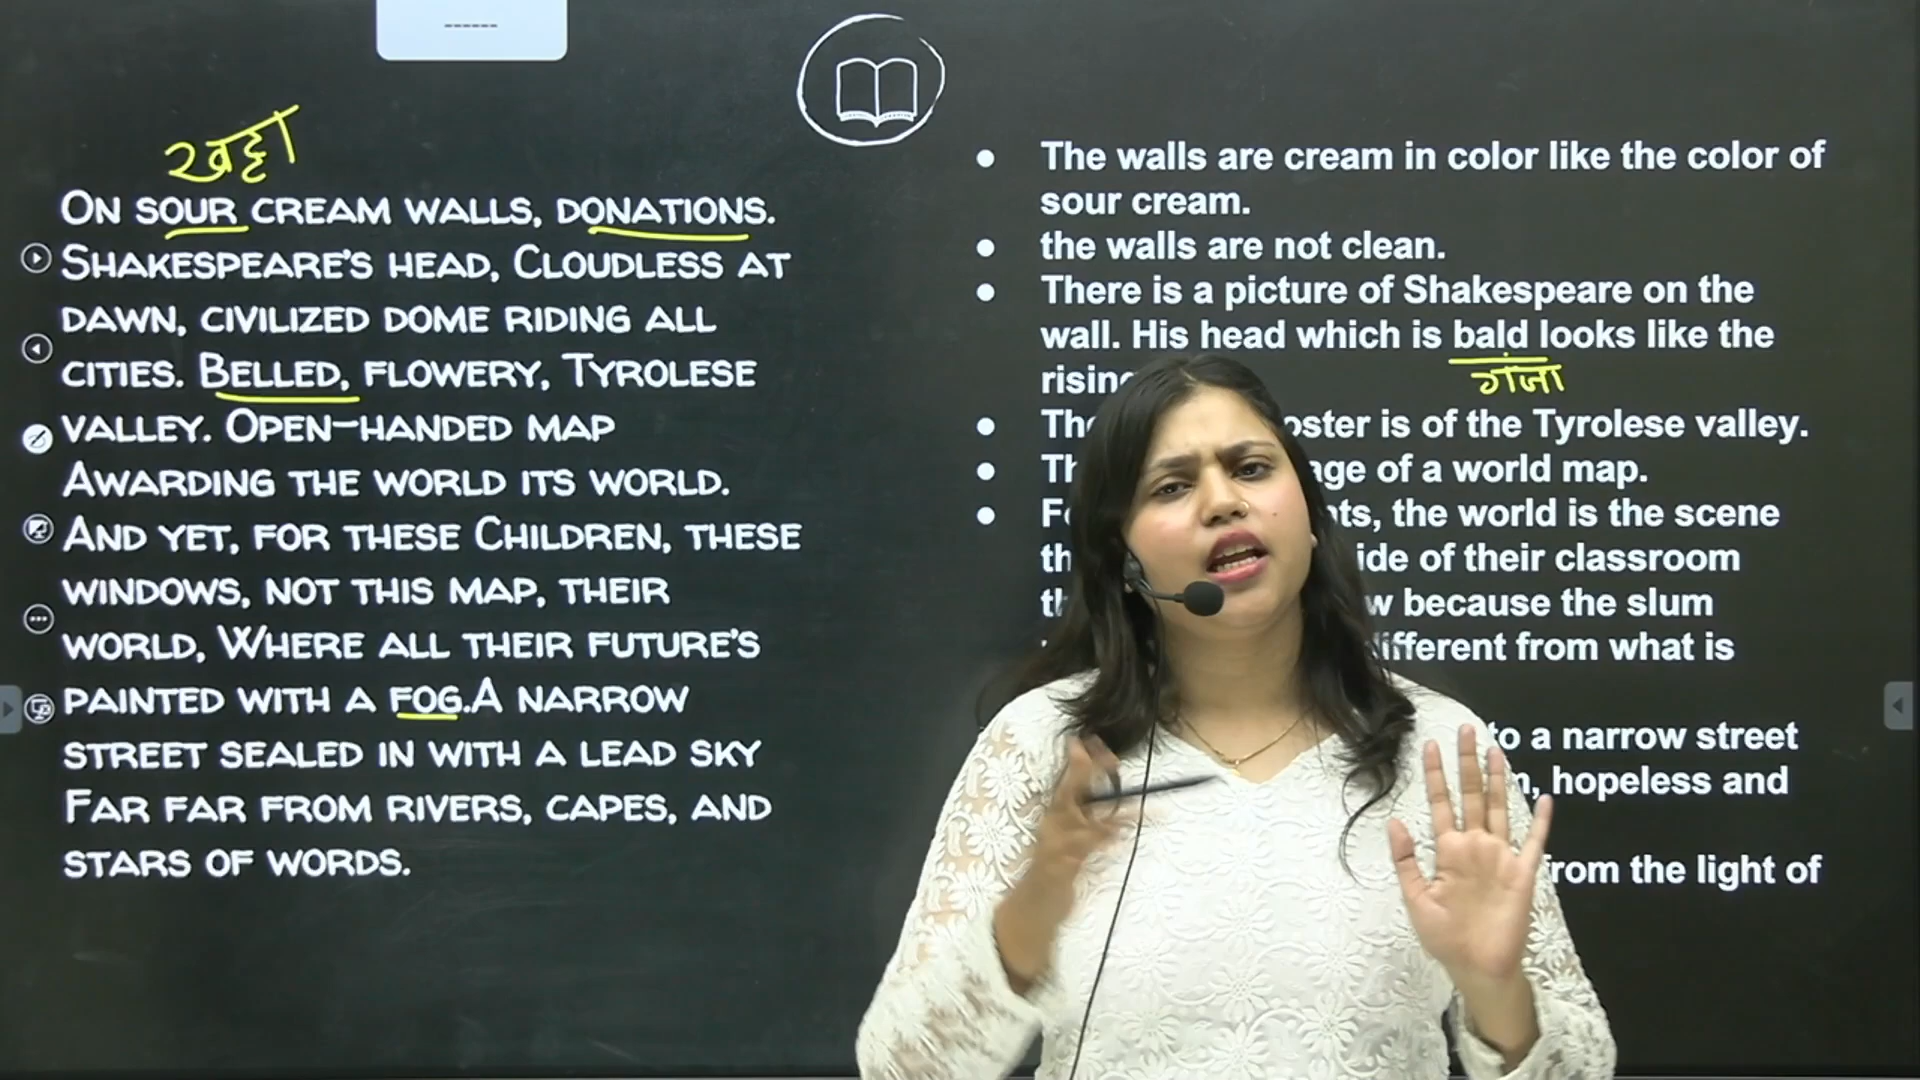 ------
खट्टा
ON SOUR CREAM WALLS, DONATIONS.
SHAKESPEARE'S HEAD, CLOUDLESS AT
DAWN, CIVILIZED DOME RIDING ALL
CITIES. BELLED, FLOWERY, TYROLESE
VALLEY. OPEN-HANDED MAP
AWARDING THE WORLD ITS WORLD.
AND YET, FOR THESE CHILDREN, THESE
WINDOWS, NOT THIS MAP, THEIR
WORLD, WHERE ALL THEIR FUTURE'S
PAINTED WITH A FOG.A NARROW
STREET SEALED IN WITH A LEAD SKY
FAR FAR FROM RIVERS, CAPES, AND
STARS OF WORDS.
The walls are cream in color like the color of
sour cream.
the walls are not clean.
There is a picture of Shakespeare on the
wall. His head which is bald looks like the
गंजा
is of the Tyrolese valley.
of a world map.
the world is the scene
of their classroom
because the slum
from what is
to a narrow street
hopeless and
from the light of